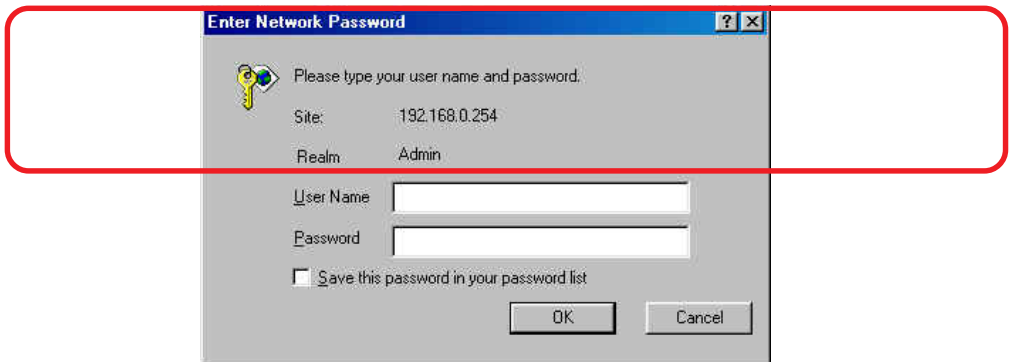 Enter Network Password
Please type your user name and password.
Site: 192.168.0.254
Realm Admin
User Name
Password
Save this password in your password list
OK Cancel